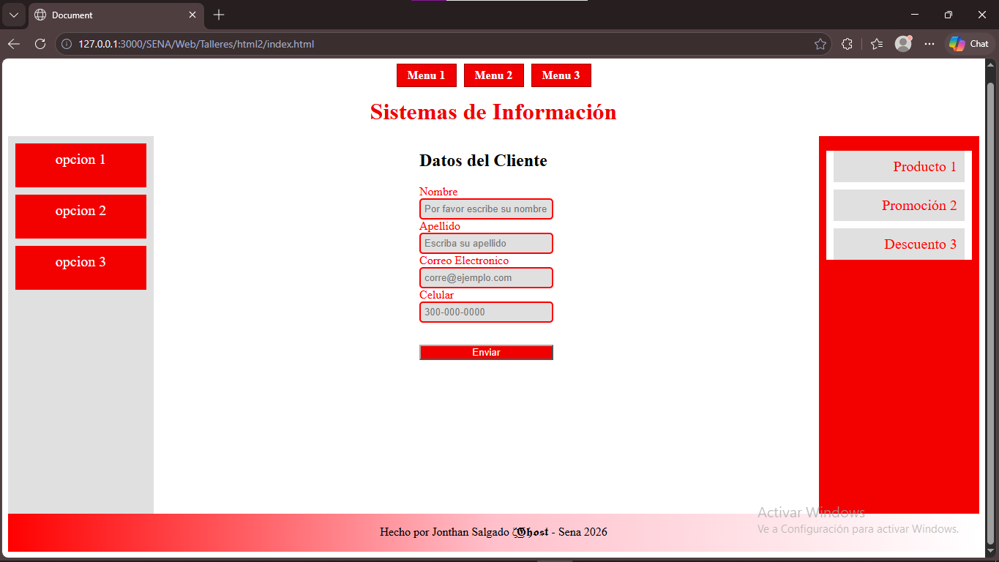 Document
127.0.0.1:3000/SENA/Web/Talleres/html2/index.html
Chat
Menu 1 Menu 2 Menu 3
Sistemas de Información
opcion 1
opcion 2
opcion 3
Datos del Cliente
Nombre
Por favor escribe su nombre
Apellido
Escriba su apellido
Correo Electronico
corre@ejemplo.com
Celular
300-000-0000
Enviar
Producto 1
Promoción 2
Descuento 3
Activar Windows
Ve a Configuración para activar Windows.
Hecho por Jonthan Salgado 𝕲𝖍𝖔𝖘𝖙 - Sena 2026